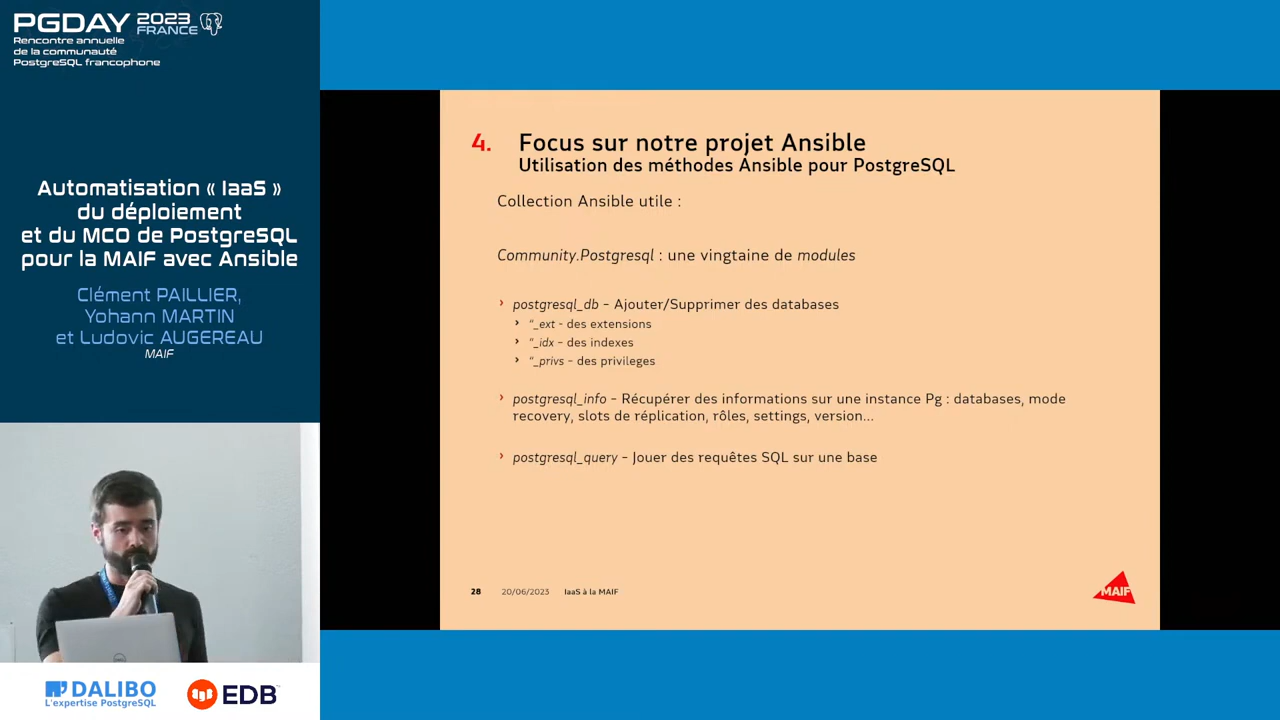 PGDAY 2023 FRANCE
Rencontre annuelle
de la communauté
PostgreSQL francophone
Automatisation « IaaS »
du déploiement
et du MCO de PostgreSQL
pour la MAIF avec Ansible
Clément PAILLIER,
Yohann MARTIN
et Ludovic AUGEREAU
MAIF
DALIBO
L'expertise PostgreSQL
EDB
4. Focus sur notre projet Ansible
Utilisation des méthodes Ansible pour PostgreSQL
Collection Ansible utile :
Community.Postgresql : une vingtaine de modules
› postgresql_db – Ajouter/Supprimer des databases
› “_ext - des extensions
› “_idx – des indexes
› “_privs – des privileges
› postgresql_info – Récupérer des informations sur une instance Pg : databases, mode
recovery, slots de réplication, rôles, settings, version...
› postgresql_query – Jouer des requêtes SQL sur une base
28 20/06/2023 IaaS à la MAIF
MAIF